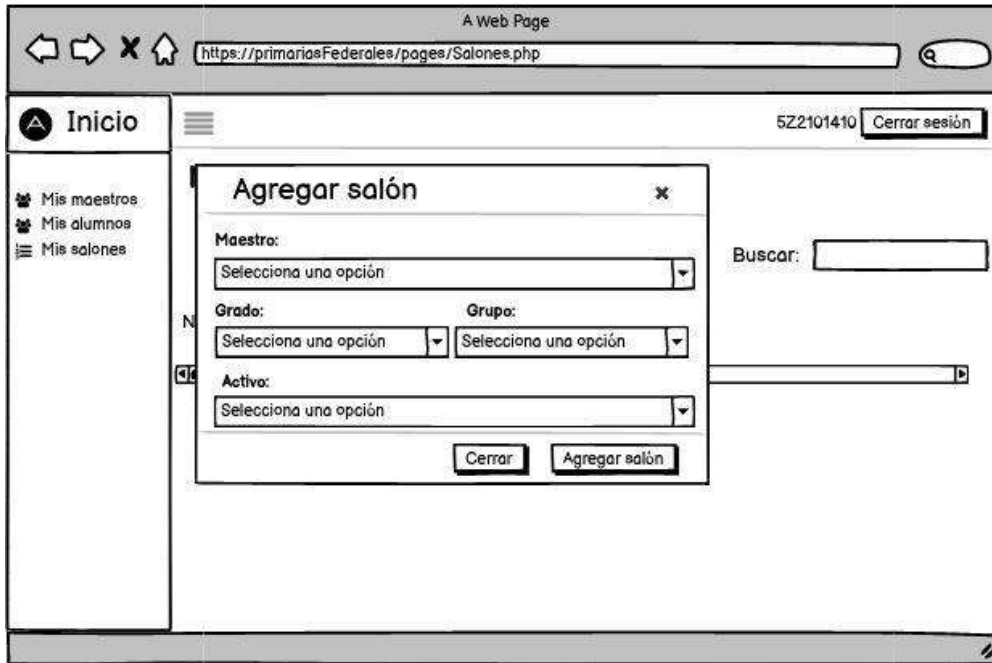 A Web Page
https://primariasFederales/pages/Salones.php
Inicio
5Z2101410 Cerrar sesión
Mis maestros
Mis alumnos
Mis salones
Agregar salón
Maestro:
Selecciona una opción
Grado: Grupo:
Selecciona una opción Selecciona una opción
Activo:
Selecciona una opción
Cerrar Agregar salón
Buscar:
N